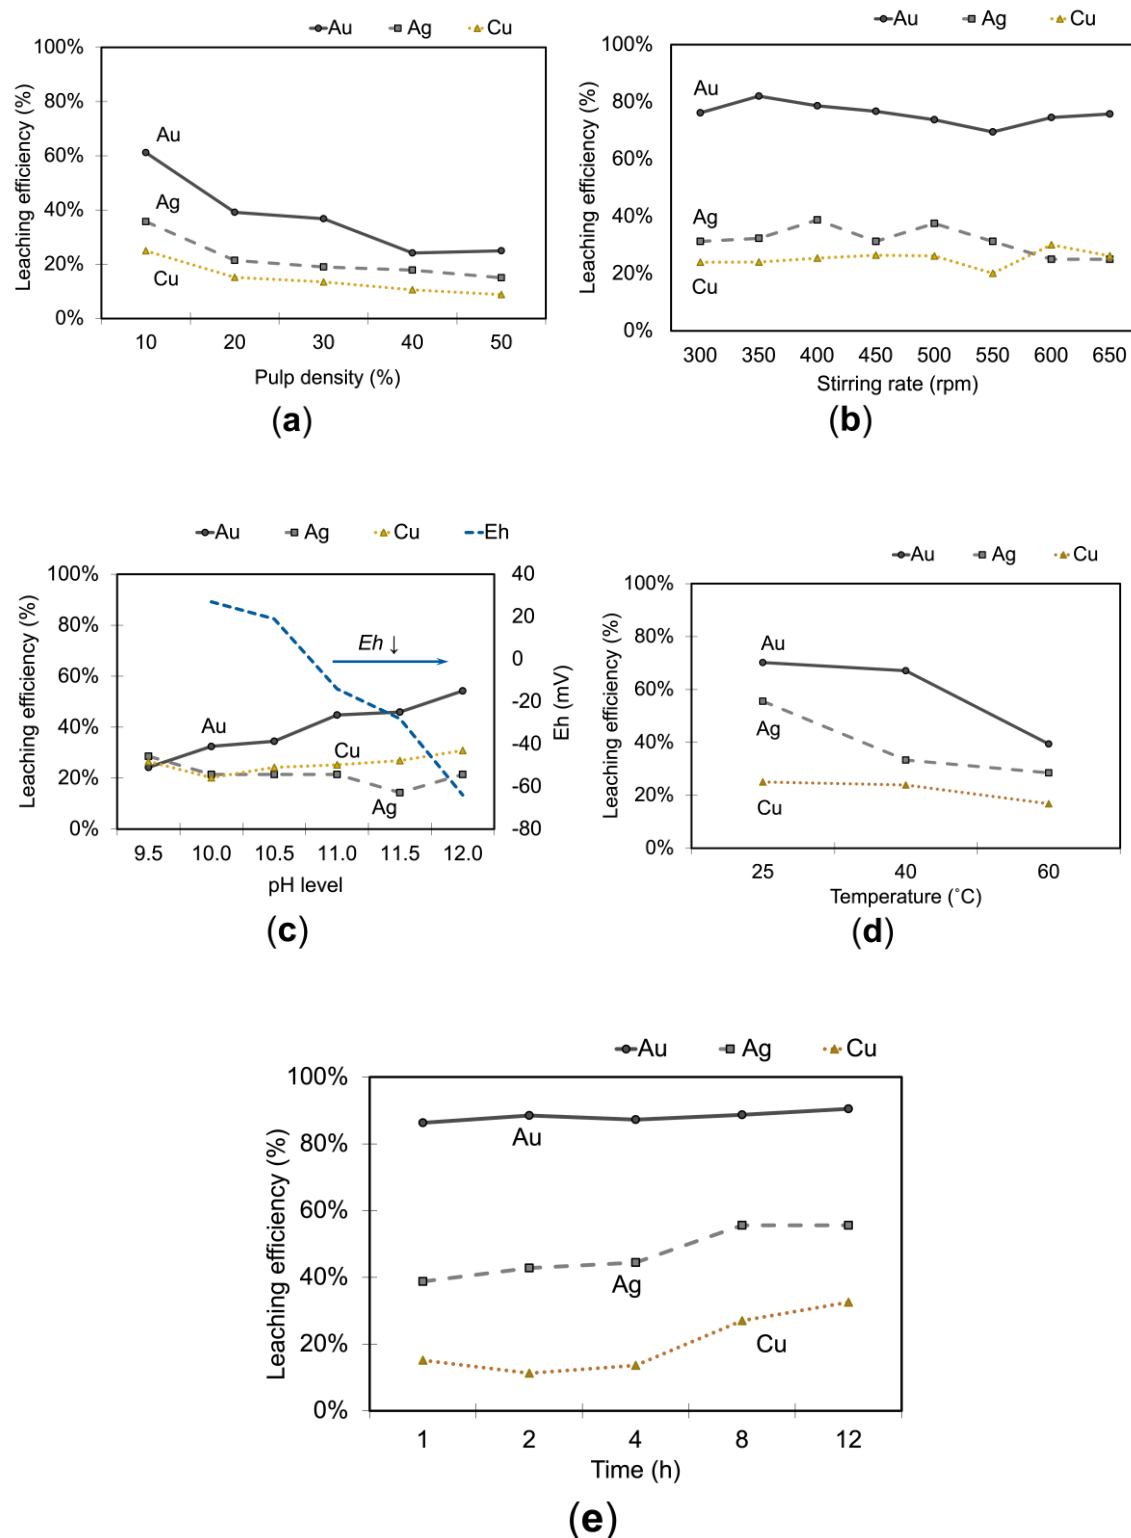 Au Ag Cu
100%
80%
60%
40%
20%
0%
Leaching efficiency (%)
Au
Ag
Cu
10 20 30 40 50
Pulp density (%)
(a)
Au Ag Cu
100%
80%
60%
40%
20%
0%
Leaching efficiency (%)
Au
Ag
Cu
300 350 400 450 500 550 600 650
Stirring rate (rpm)
(b)
Au Ag Cu Eh
100%
80%
60%
40%
20%
0%
Leaching efficiency (%)
Eh ↓
Au
Cu
Ag
40
20
0
-20
-40
-60
-80
Eh (mV)
9.5 10.0 10.5 11.0 11.5 12.0
pH level
(c)
Au Ag Cu
100%
80%
60%
40%
20%
0%
Leaching efficiency (%)
Au
Ag
Cu
25 40 60
Temperature (˚C)
(d)
Au Ag Cu
100%
80%
60%
40%
20%
0%
Leaching efficiency (%)
Au
Ag
Cu
1 2 4 8 12
Time (h)
(e)